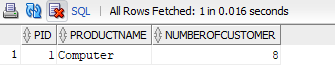 SQL | All Rows Fetched: 1 in 0.016 seconds
PID PRODUCTNAME NUMBEROFCUSTOMER
1 1 Computer 8